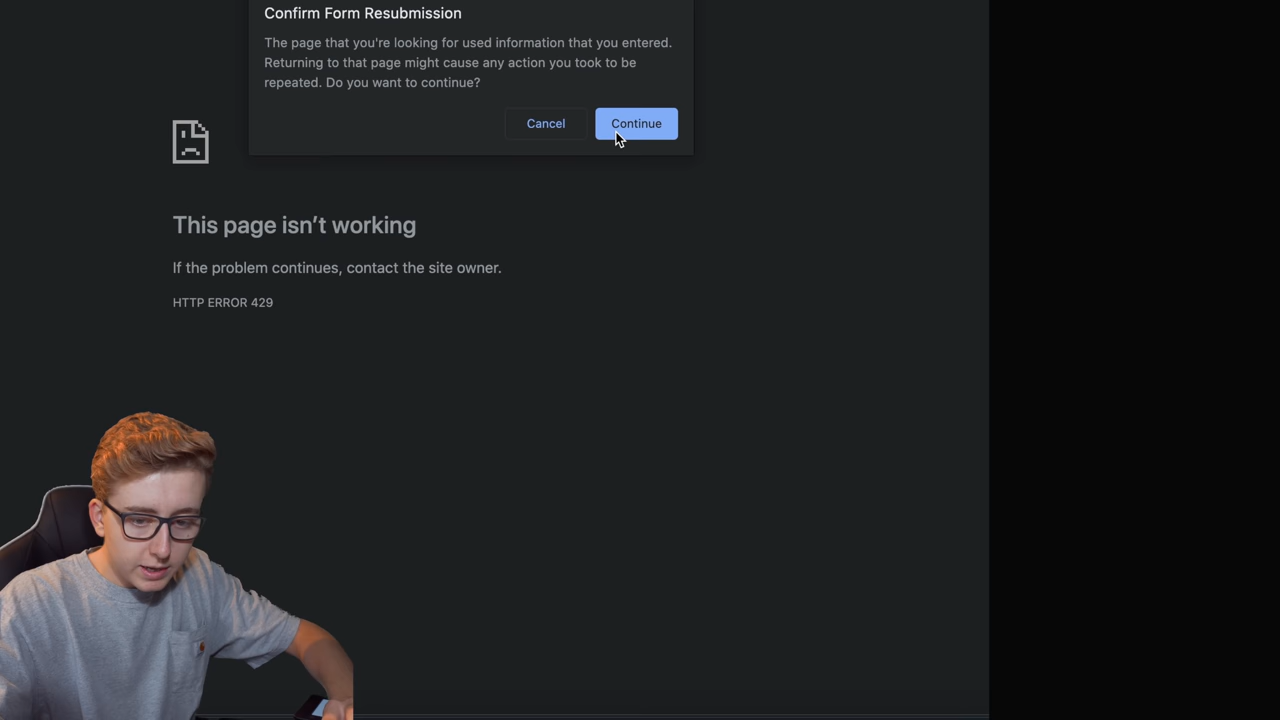 Confirm Form Resubmission
The page that you're looking for used information that you entered.
Returning to that page might cause any action you took to be
repeated. Do you want to continue?
Cancel
Continue
This page isn’t working
If the problem continues, contact the site owner.
HTTP ERROR 429